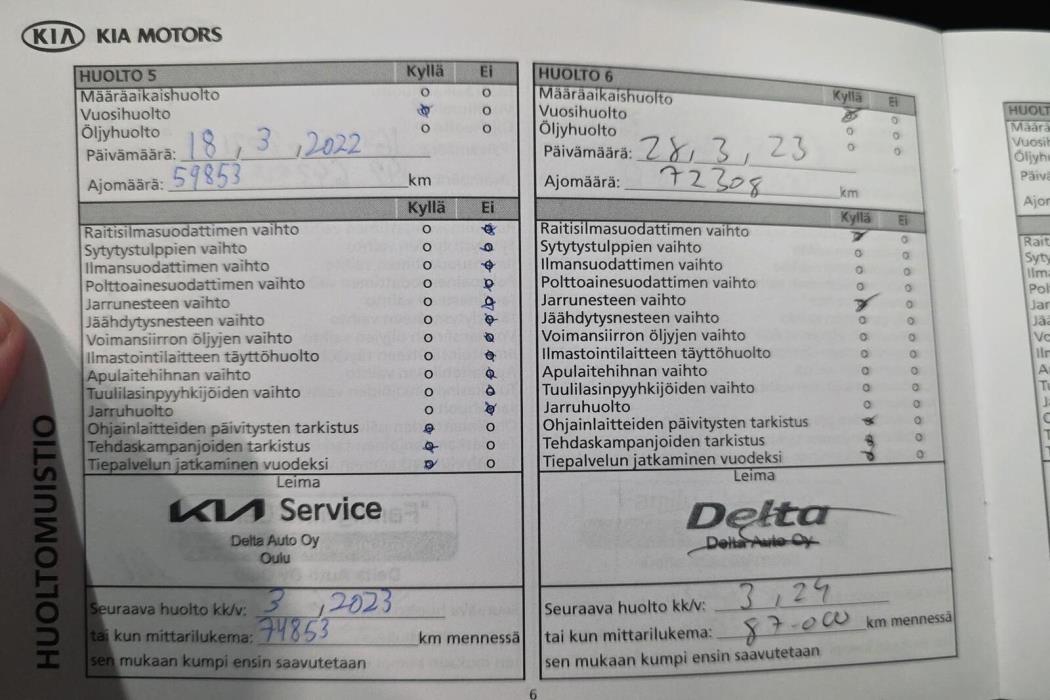 KIA KIA MOTORS
HUOLTO 5 Kyllä Ei
Määräaikaishuolto
Vuosihuolto
Öljyhuolto
Päivämäärä: 18, 3, 2022
Ajomäärä: 59853 km
Kyllä Ei
Raitisilmasuodattimen vaihto
Sytytystulppien vaihto
Ilmansuodattimen vaihto
Polttoainesuodattimen vaihto
Jarrunesteen vaihto
Jäähdytysnesteen vaihto
Voimansiirron öljyjen vaihto
Ilmastointilaitteen täyttöhuolto
Apulaitehihnan vaihto
Tuulilasinpyyhkijöiden vaihto
Jarruhuolto
Ohjainlaitteiden päivitysten tarkistus
Tehdaskampanjoiden tarkistus
Tiepalvelun jatkaminen vuodeksi
Leima
KIA Service
Delta Auto Oy
Oulu
Seuraava huolto kk/v: 3, 2023
tai kun mittarilukema: 74853 km mennessä
sen mukaan kumpi ensin saavutetaan
HUOLTO 6 Kyllä Ei
Määräaikaishuolto
Vuosihuolto
Öljyhuolto
Päivämäärä: 28, 3, 23
Ajomäärä: 72308 km
Kyllä Ei
Raitisilmasuodattimen vaihto
Sytytystulppien vaihto
Ilmansuodattimen vaihto
Polttoainesuodattimen vaihto
Jarrunesteen vaihto
Jäähdytysnesteen vaihto
Voimansiirron öljyjen vaihto
Ilmastointilaitteen täyttöhuolto
Apulaitehihnan vaihto
Tuulilasinpyyhkijöiden vaihto
Jarruhuolto
Ohjainlaitteiden päivitysten tarkistus
Tehdaskampanjoiden tarkistus
Tiepalvelun jatkaminen vuodeksi
Leima
Delta
Delta Auto Oy
Seuraava huolto kk/v: 3, 24
tai kun mittarilukema: 87-000 km mennessä
sen mukaan kumpi ensin saavutetaan
HUOLTOMUISTIO
6